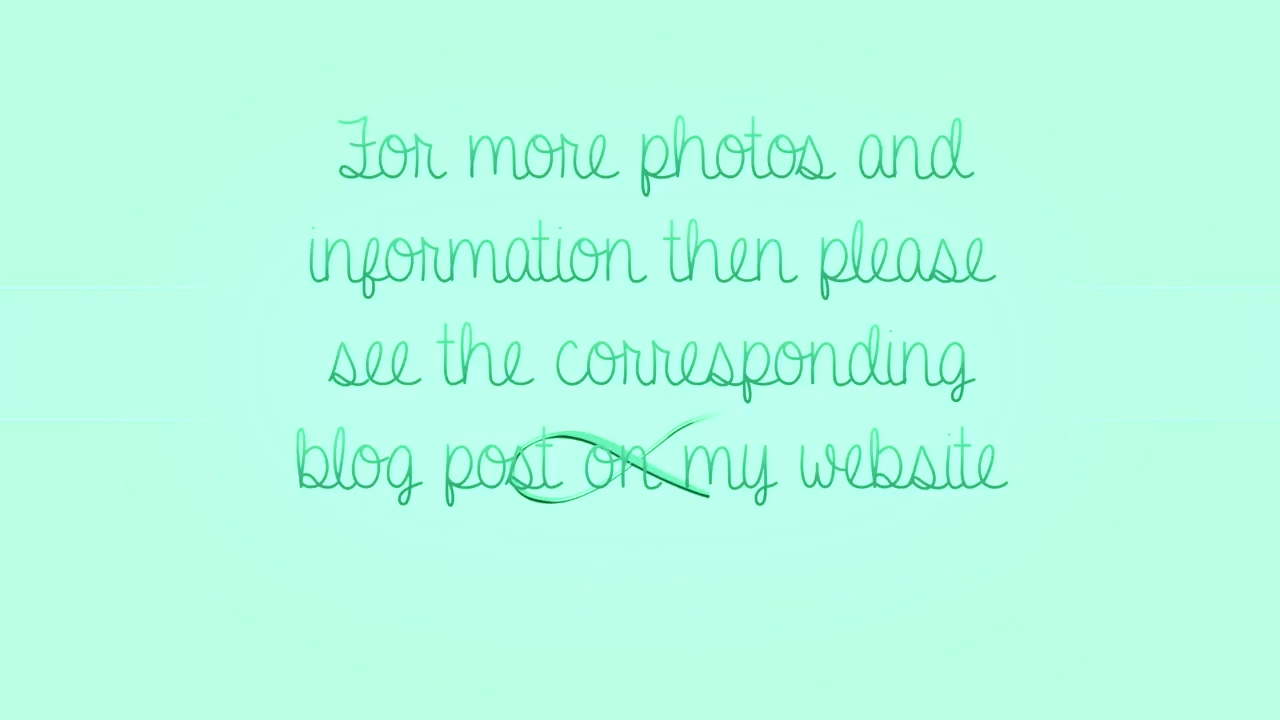 For more photos and
information then please
see the corresponding
blog post on my website